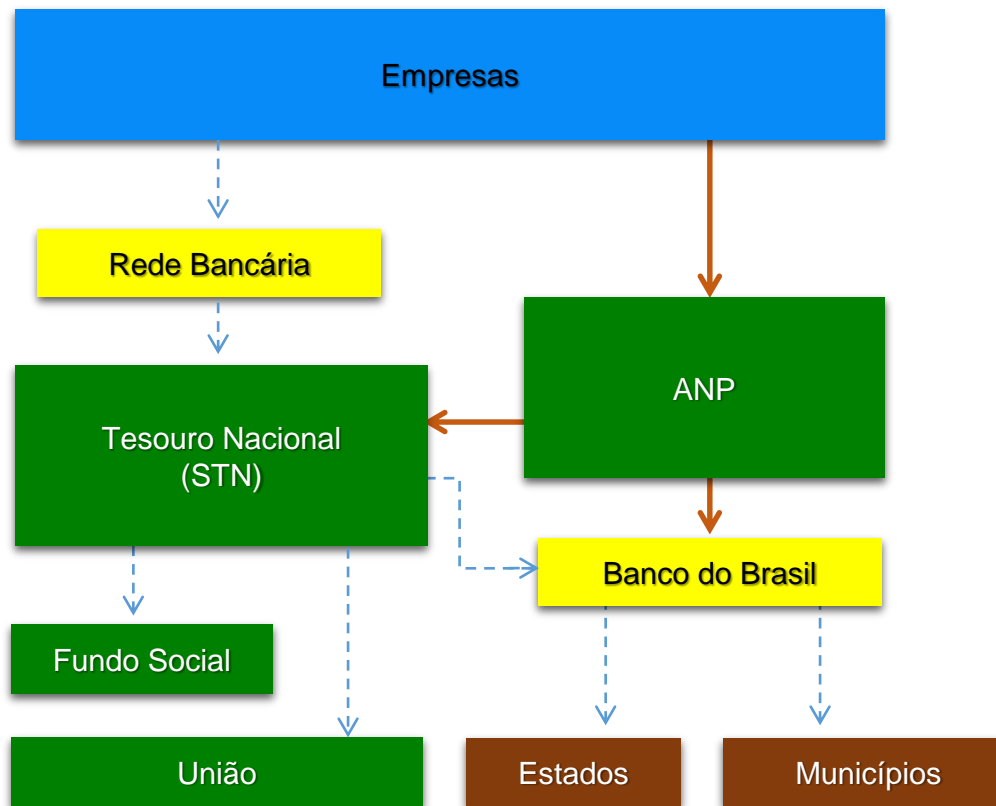 Empresas
Rede Bancária
ANP
Tesouro Nacional
(STN)
Banco do Brasil
Fundo Social
União
Estados
Municípios